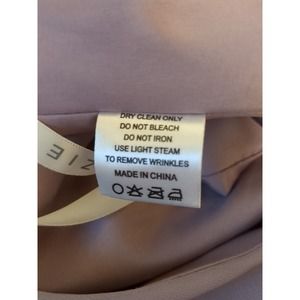 DRY CLEAN ONLY
DO NOT BLEACH
DO NOT IRON
USE LIGHT STEAM
TO REMOVE WRINKLES
MADE IN CHINA